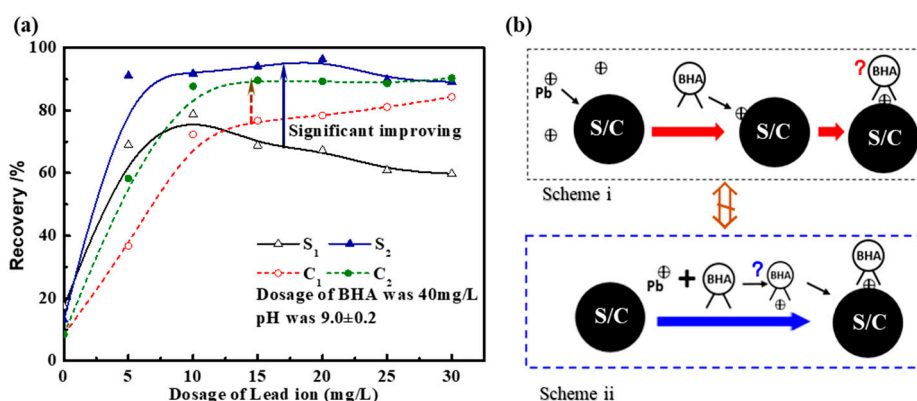 (a)
100
80
60
40
20
0
Recovery /%
0 5 10 15 20 25 30
Dosage of Lead ion (mg/L)
Significant improving
S₁ S₂
C₁ C₂
Dosage of BHA was 40mg/L
pH was 9.0±0.2
(b)
Pb
S/C
BHA
S/C
?
BHA
S/C
Scheme i
S/C
Pb
+
BHA
?
BHA
BHA
S/C
Scheme ii